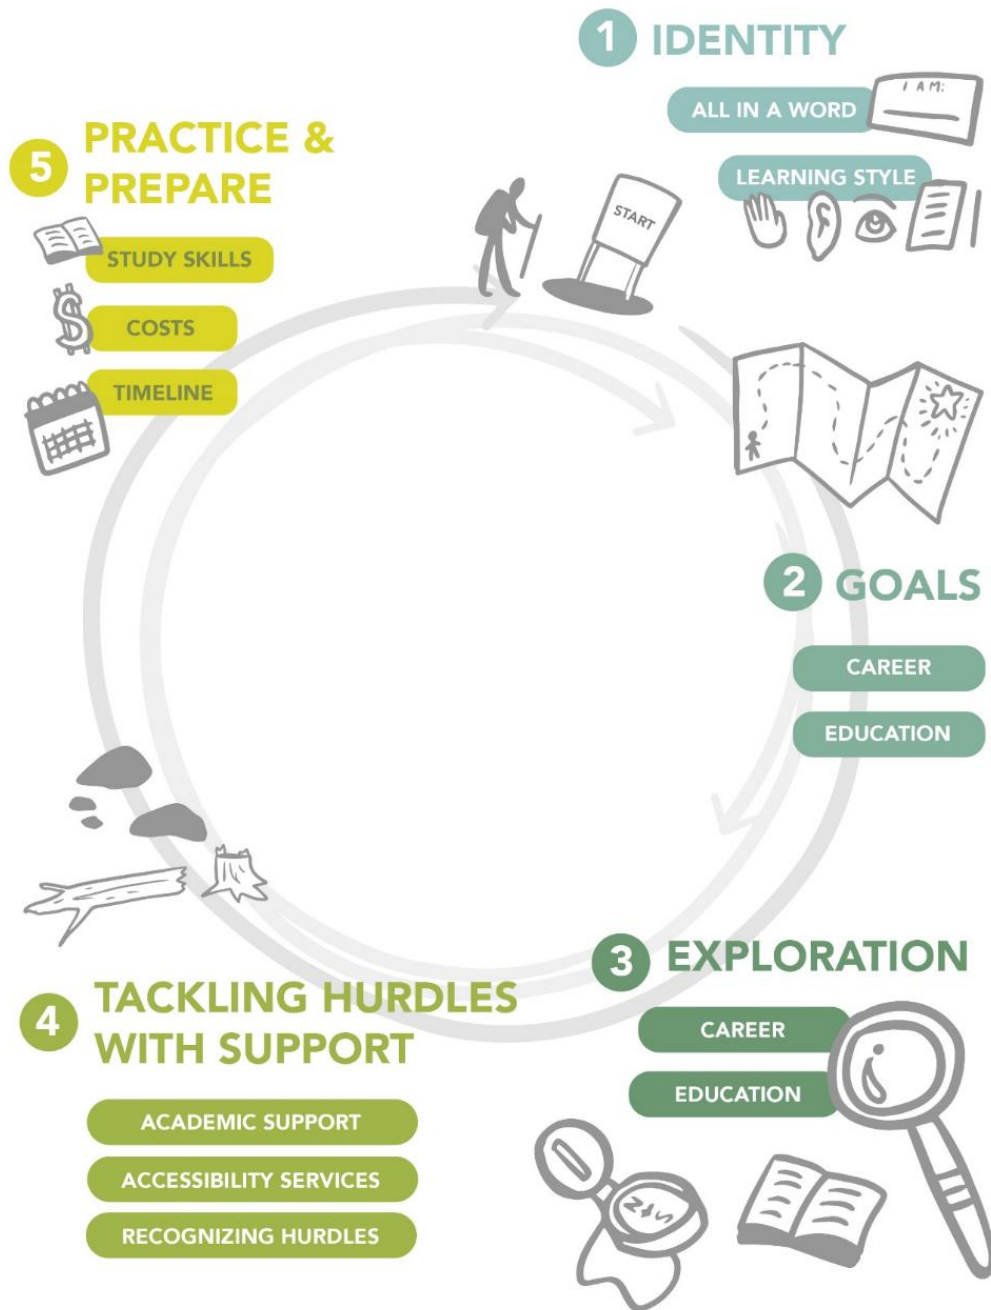 1 IDENTITY
I AM:
ALL IN A WORD
LEARNING STYLE
START
2 GOALS
CAREER
EDUCATION
3 EXPLORATION
CAREER
EDUCATION
4 TACKLING HURDLES
WITH SUPPORT
ACADEMIC SUPPORT
ACCESSIBILITY SERVICES
RECOGNIZING HURDLES
5 PRACTICE &
PREPARE
STUDY SKILLS
COSTS
$
TIMELINE